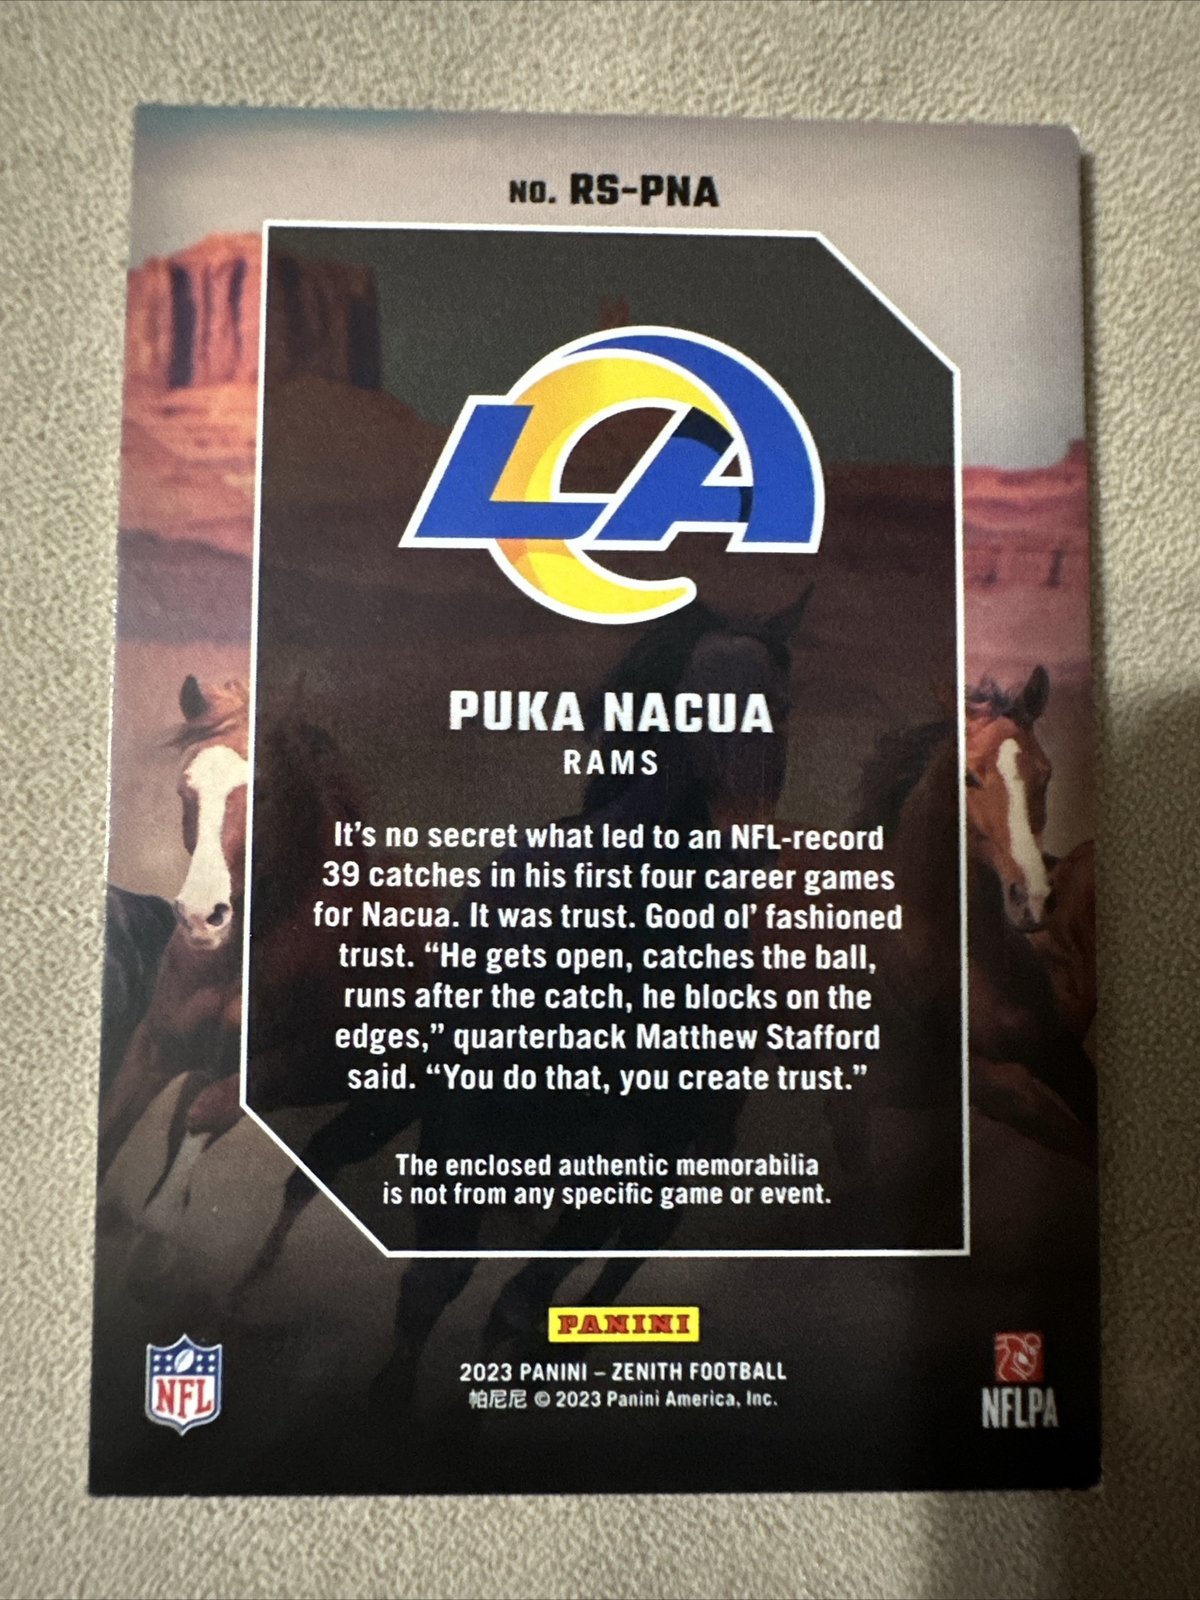 NO. RS-PNA
LA
PUKA NACUA
RAMS
It's no secret what led to an NFL-record
39 catches in his first four career games
for Nacua. It was trust. Good ol' fashioned
trust. “He gets open, catches the ball,
runs after the catch, he blocks on the
edges,” quarterback Matthew Stafford
said. “You do that, you create trust.”
The enclosed authentic memorabilia
is not from any specific game or event.
PANINI
2023 PANINI – ZENITH FOOTBALL
帕尼尼 © 2023 Panini America, Inc.
NFL
NFLPA